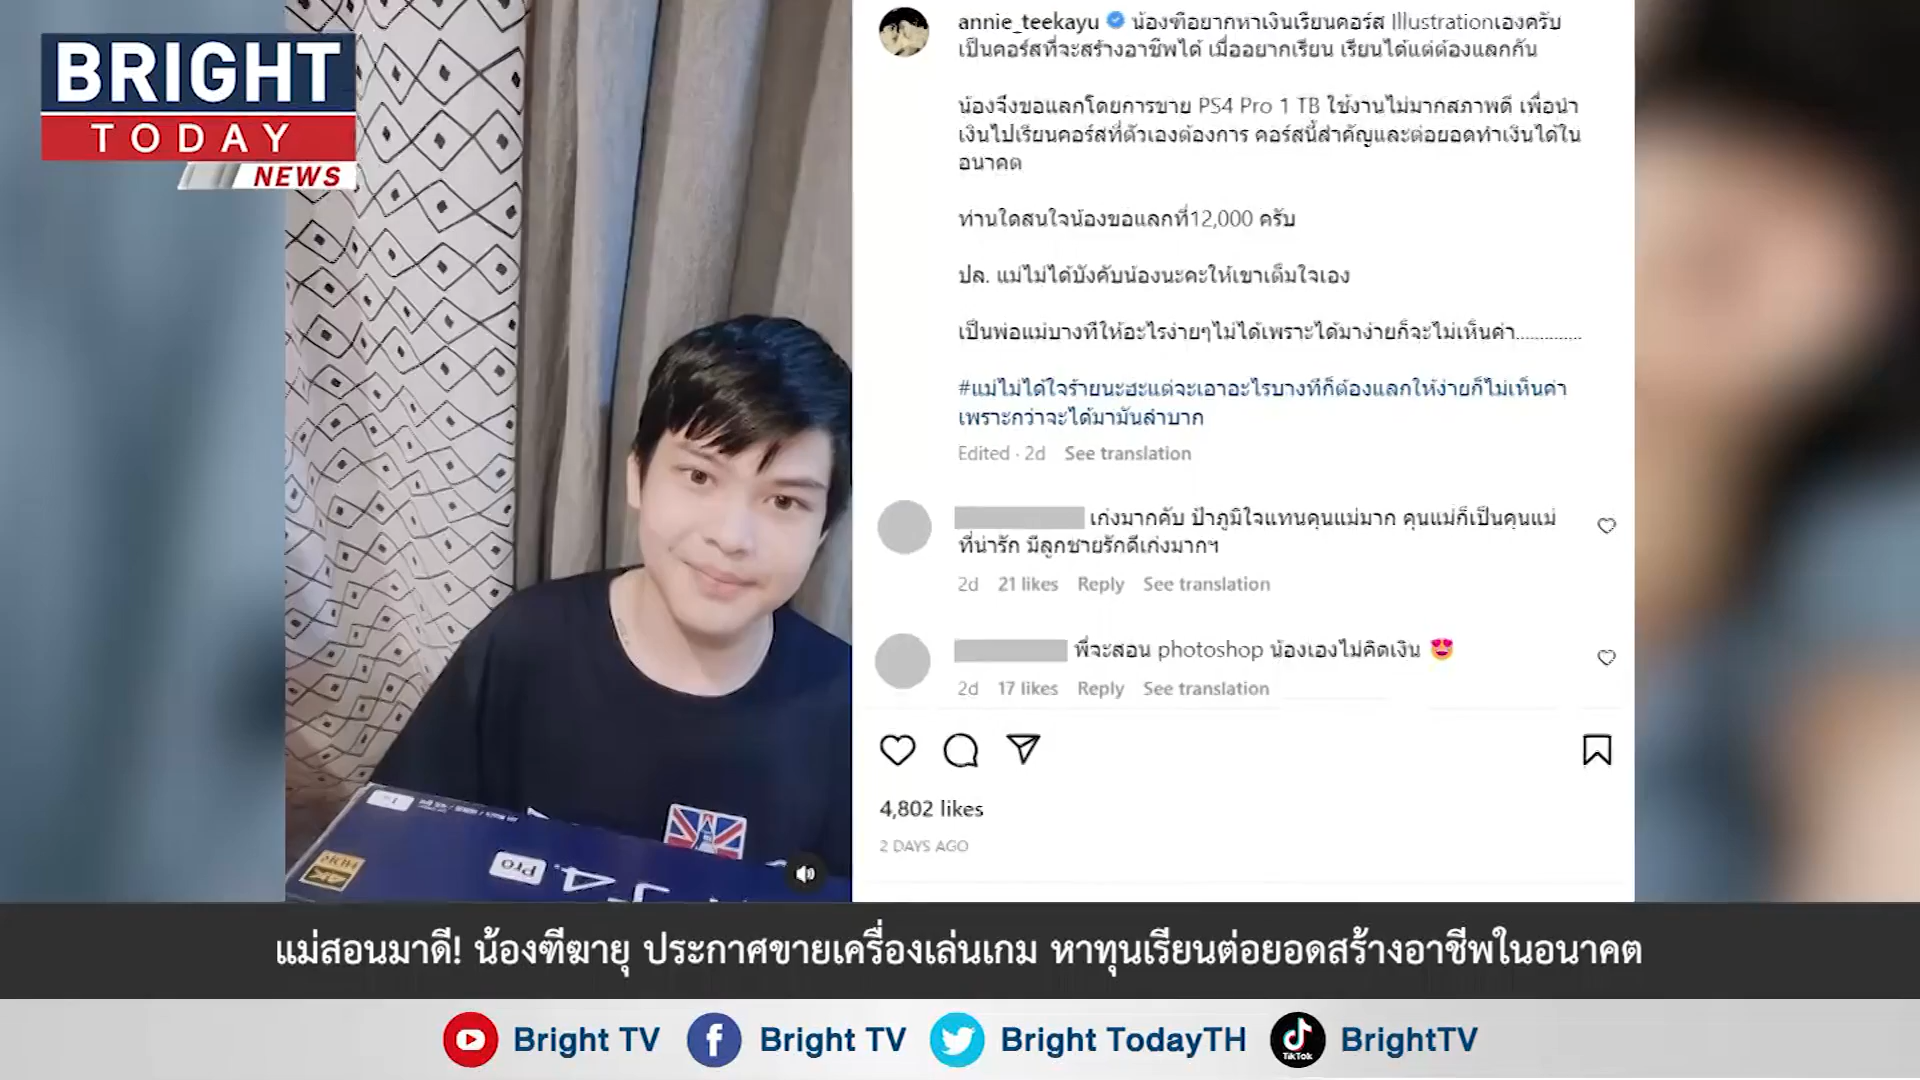 BRIGHT
TODAY
NEWS
annie_teekayu น้องฑีอยากหาเงินเรียนคอร์ส Illustrationเองครับ
เป็นคอร์สที่จะสร้างอาชีพได้ เมื่ออยากเรียน เรียนได้แต่ต้องแลกกัน
น้องจึงขอแลกโดยการขาย PS4 Pro 1 TB ใช้งานไม่มากสภาพดี เพื่อนำ
เงินไปเรียนคอร์สที่ตัวเองต้องการ คอร์สนี้สำคัญและต่อยอดทำเงินได้ใน
อนาคต
ท่านใดสนใจน้องขอแลกที่12,000 ครับ
ปล. แม่ไม่ได้บังคับน้องนะคะให้เขาเต็มใจเอง
เป็นพ่อแม่บางทีให้อะไรง่ายๆไม่ได้เพราะได้มาง่ายก็จะไม่เห็นค่า..............
#แม่ไม่ได้ใจร้ายนะฮะแต่จะเอาอะไรบางทีก็ต้องแลกให้ง่ายก็ไม่เห็นค่า
เพราะกว่าจะได้มามันลำบาก
Edited · 2d See translation
เก่งมากคับ ป้าภูมิใจแทนคุนแม่มาก คุนแม่ก็เป็นคุนแม่
ที่น่ารัก มีลูกชายรักดีเก่งมากฯ
2d 21 likes Reply See translation
พี่จะสอน photoshop น้องเองไม่คิดเงิน 😍
2d 17 likes Reply See translation
4,802 likes
2 DAYS AGO
4K
HDR
Pro
แม่สอนมาดี! น้องฑีฆายุ ประกาศขายเครื่องเล่นเกม หาทุนเรียนต่อยอดสร้างอาชีพในอนาคต
Bright TV Bright TV Bright TodayTH TikTok BrightTV